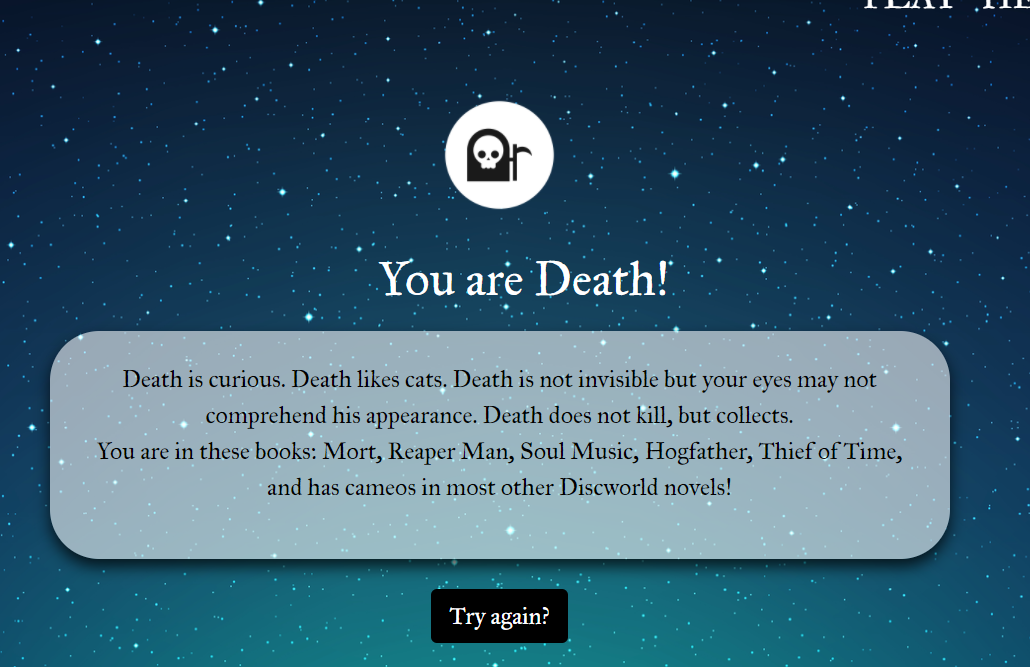 You are Death!
Death is curious. Death likes cats. Death is not invisible but your eyes may not
comprehend his appearance. Death does not kill, but collects.
You are in these books: Mort, Reaper Man, Soul Music, Hogfather, Thief of Time,
and has cameos in most other Discworld novels!
Try again?